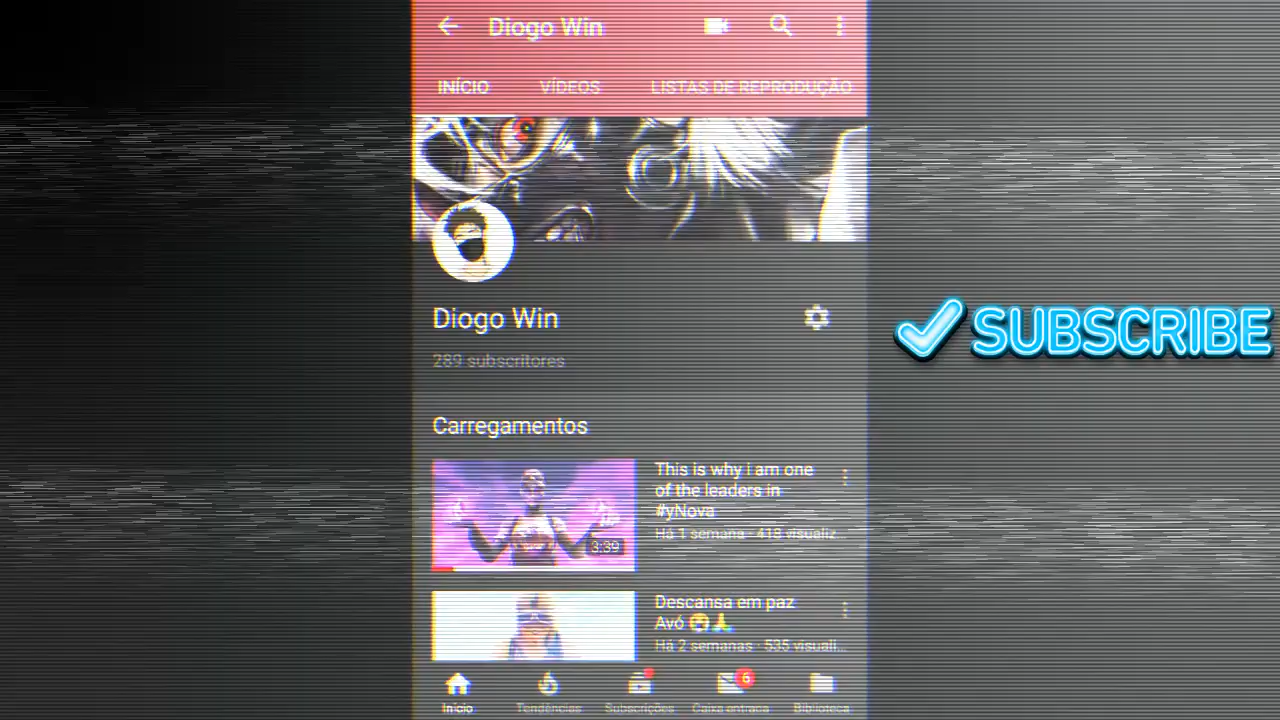 Diogo Win
INÍCIO VÍDEOS LISTAS DE REPRODUÇÃO
Diogo Win
289 subscritores
SUBSCRIBE
Carregamentos
This is why i am one
of the leaders in
#yNova
Há 1 semana · 418 visualiz...
3:39
Descansa em paz
Avó 😭🙏
Há 2 semanas · 535 visuali...
6
Início Tendências Subscrições Caixa entrada Biblioteca